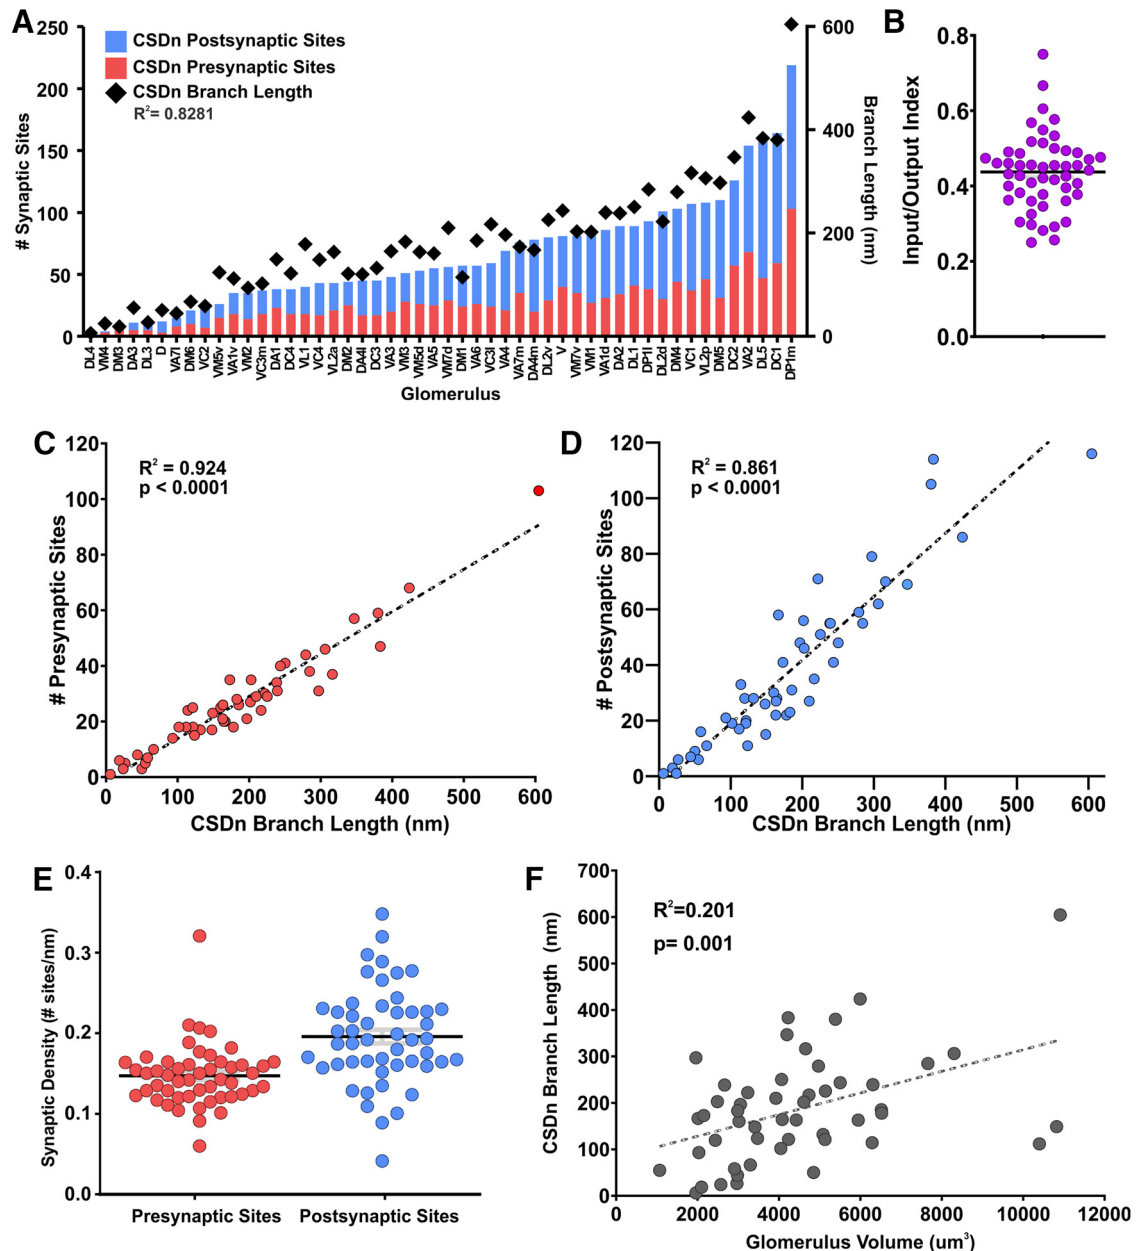 A
250
200
150
100
50
0
# Synaptic Sites
CSDn Postsynaptic Sites
CSDn Presynaptic Sites
CSDn Branch Length
R²= 0.8281
600
400
200
0
Branch Length (nm)
DL4 VM4 DM3 DA3 DL3 D VA7l DM6 VC2 VM5v VA1v VM2 VC3m DA1 DC4 VL1 VC4 VL2a DM2 DA4l DC3 VA3 VM3 VM5d VA5 VM7d DM1 VA6 VC3l VA4 VA7m DA4m DL2v V VM7v VM1 VA1d DA2 DL1 DP1l DL2d DM4 VC1 VL2p DM5 DC2 VA2 DL5 DC1 DP1m
Glomerulus
B
0.8
0.6
0.4
0.2
0.0
Input/Output Index
C
120
100
80
60
40
20
0
# Presynaptic Sites
R² = 0.924
p < 0.0001
0 100 200 300 400 500 600
CSDn Branch Length (nm)
D
120
100
80
60
40
20
0
# Postsynaptic Sites
R² = 0.861
p < 0.0001
0 100 200 300 400 500 600
CSDn Branch Length (nm)
E
0.4
0.3
0.2
0.1
0.0
Synaptic Density (# sites/nm)
Presynaptic Sites Postsynaptic Sites
F
700
600
500
400
300
200
100
0
CSDn Branch Length (nm)
R²=0.201
p= 0.001
0 2000 4000 6000 8000 10000 12000
Glomerulus Volume (um³)